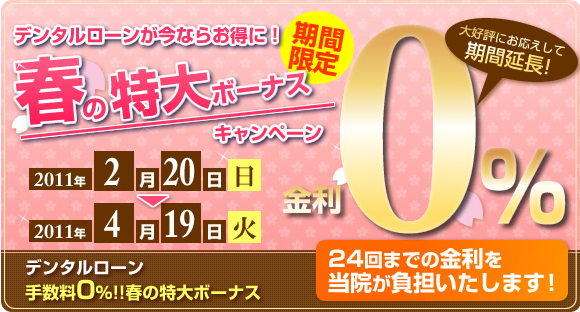 デンタルローンが今ならお得に！
期間
限定
春の特大ボーナス
キャンペーン
大好評にお応えして
期間延長！
2011年 2月20日 日
2011年 4月19日 火
金利 0%
デンタルローン
手数料0%!!春の特大ボーナス
24回までの金利を
当院が負担いたします！